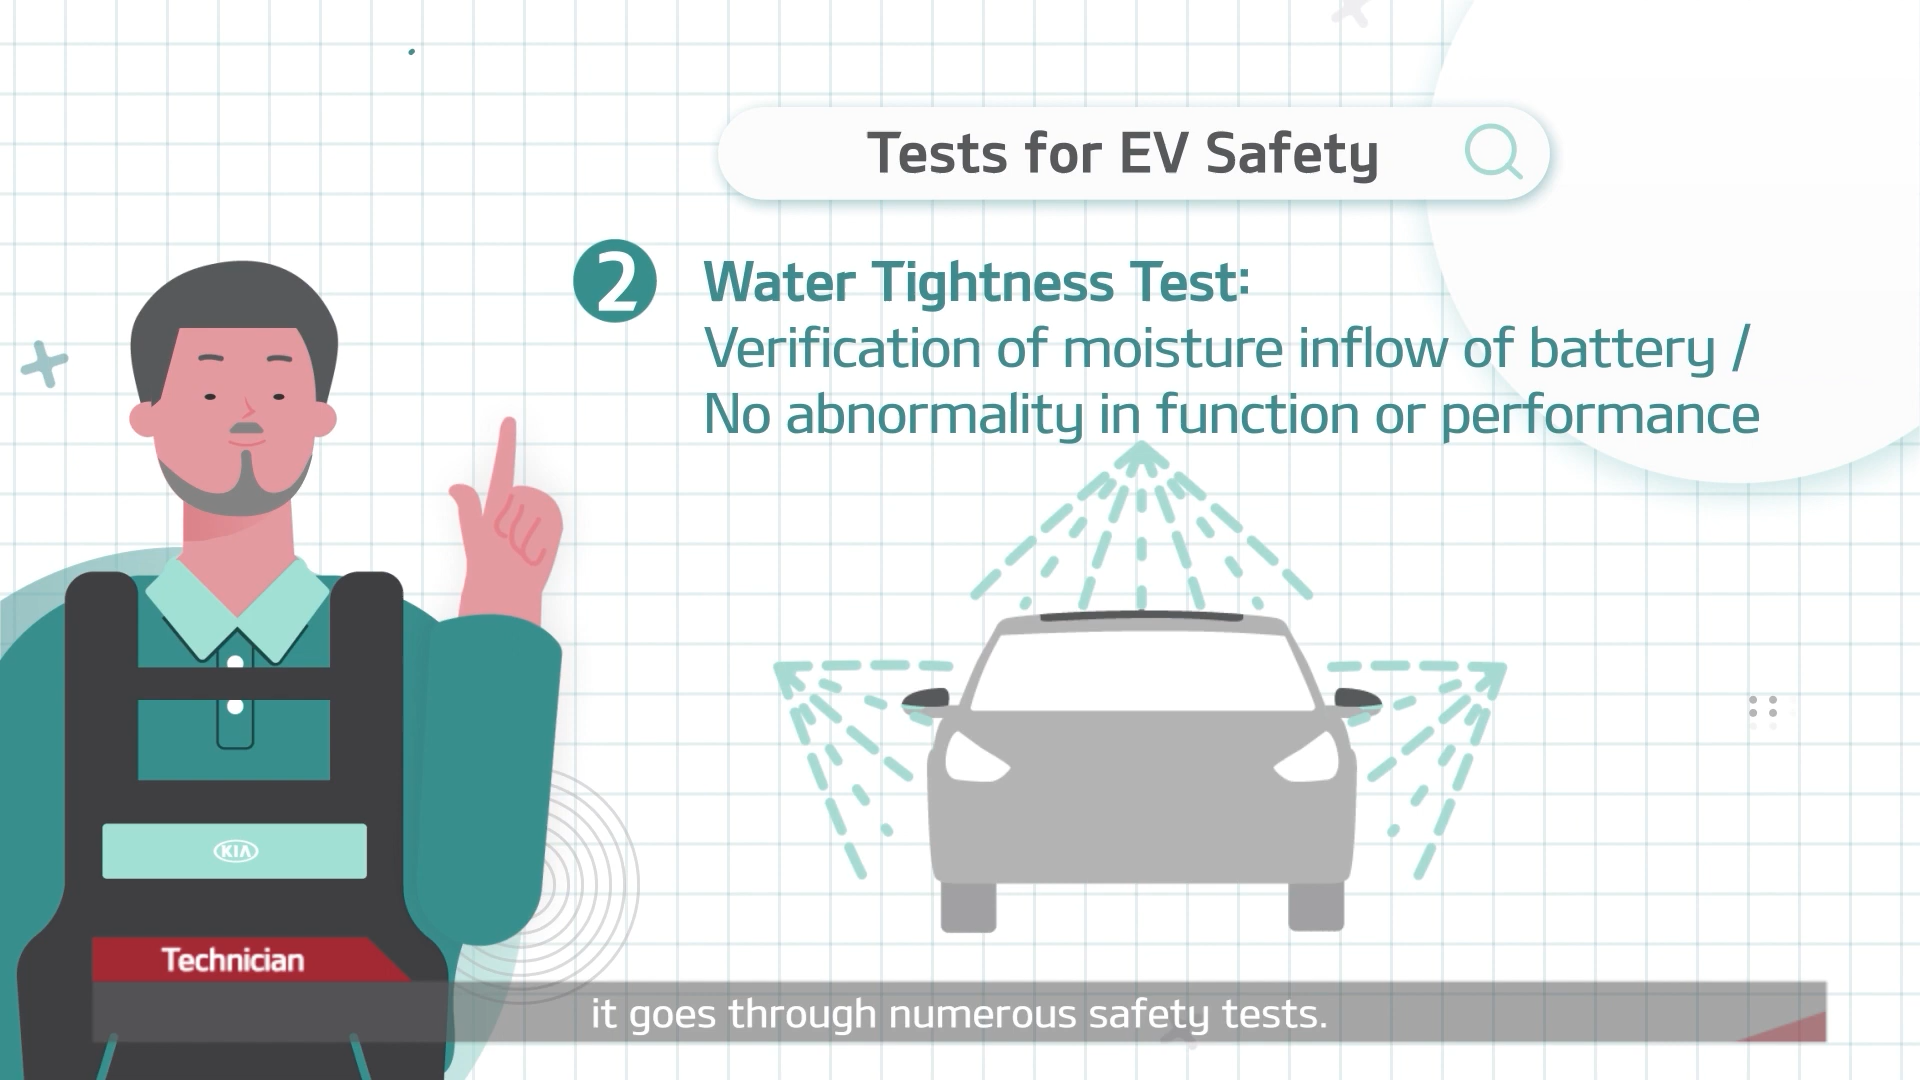 Tests for EV Safety
2 Water Tightness Test:
Verification of moisture inflow of battery /
No abnormality in function or performance
KIA
Technician
it goes through numerous safety tests.